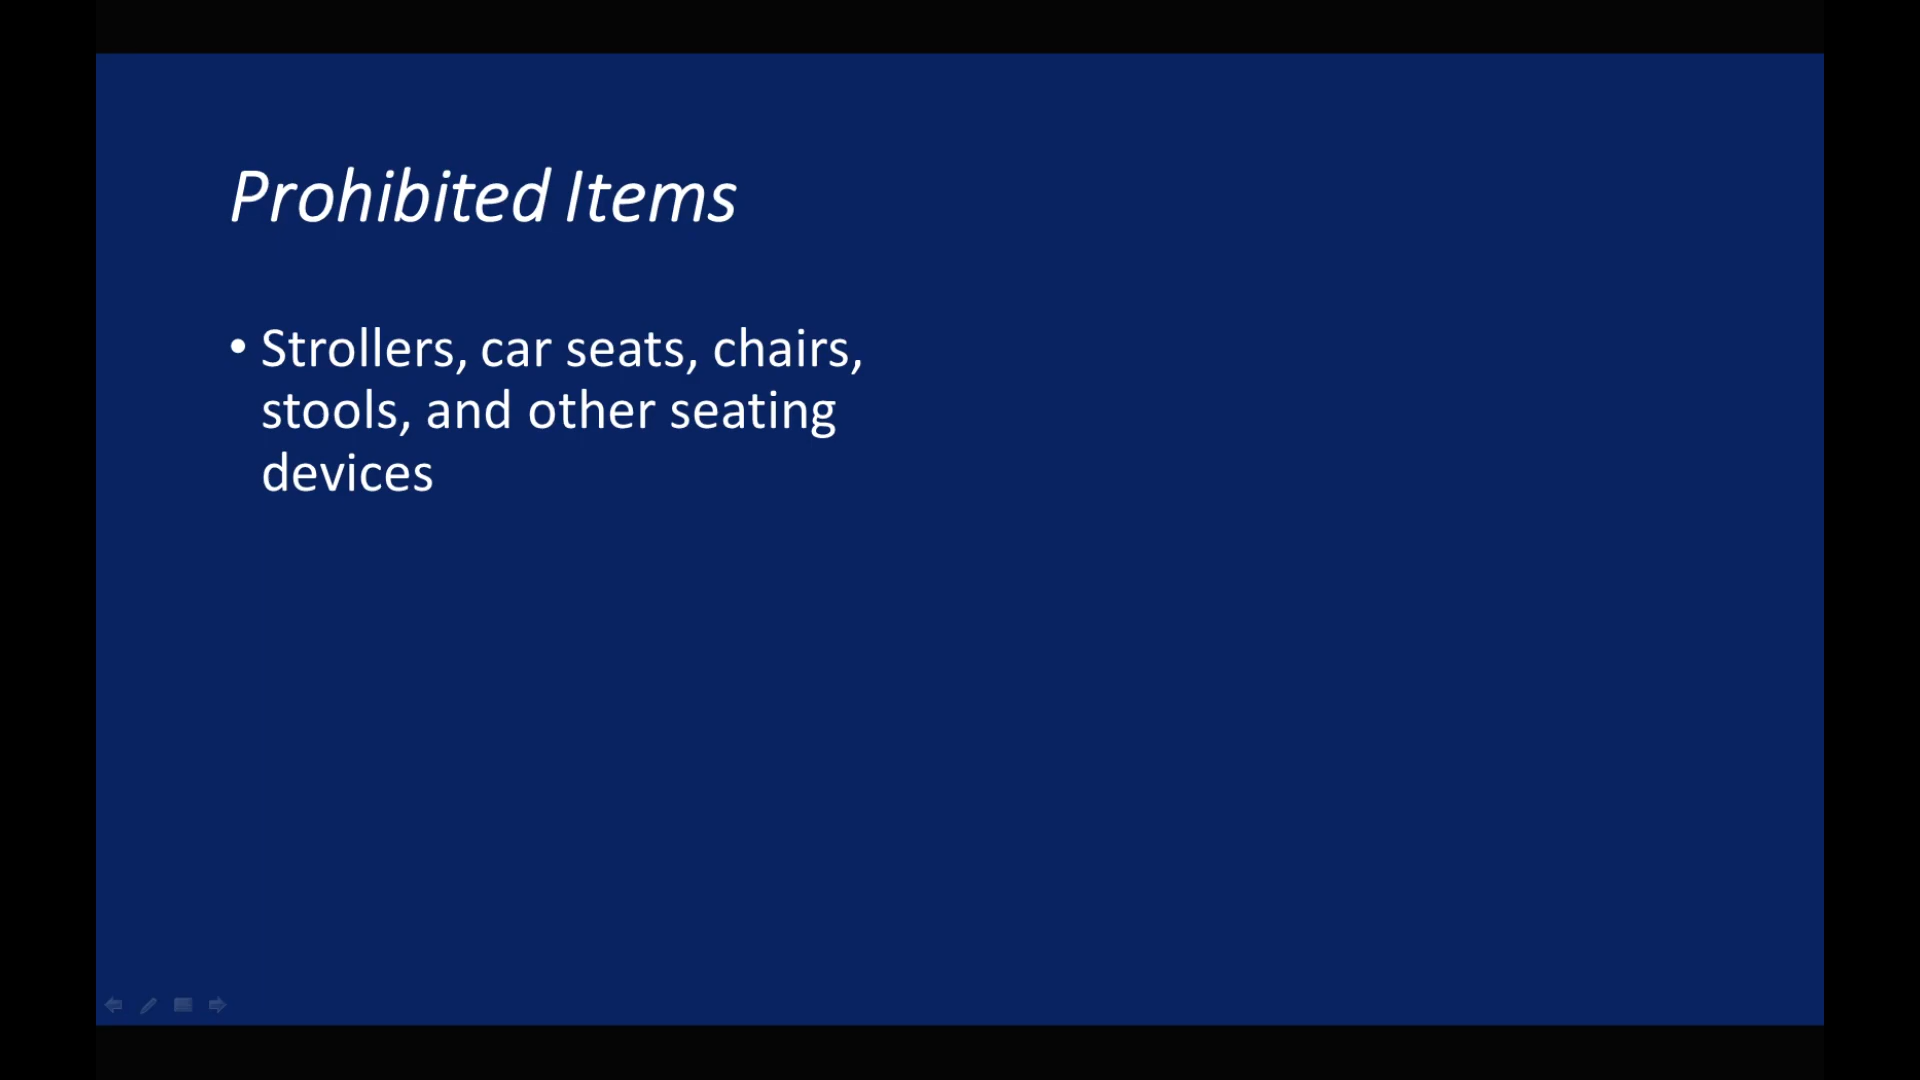 Prohibited Items
• Strollers, car seats, chairs,
stools, and other seating
devices